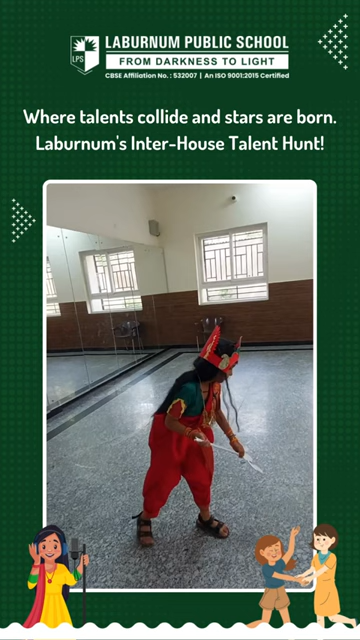 LABURNUM PUBLIC SCHOOL
LPS
FROM DARKNESS TO LIGHT
CBSE Affiliation No. : 532007 | An ISO 9001:2015 Certified
Where talents collide and stars are born.
Laburnum's Inter-House Talent Hunt!